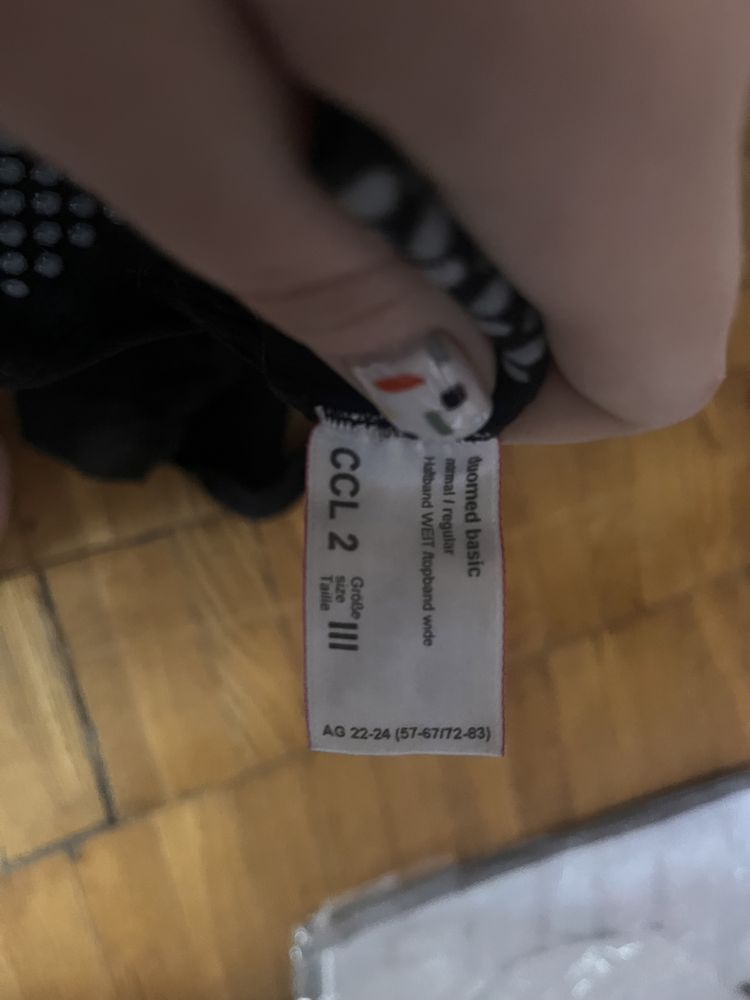 duomed basic
normal / regular
Haftband WEIT /topband wide
CCL 2
Größe
size
Taille
III
AG 22-24 (57-67/72-83)